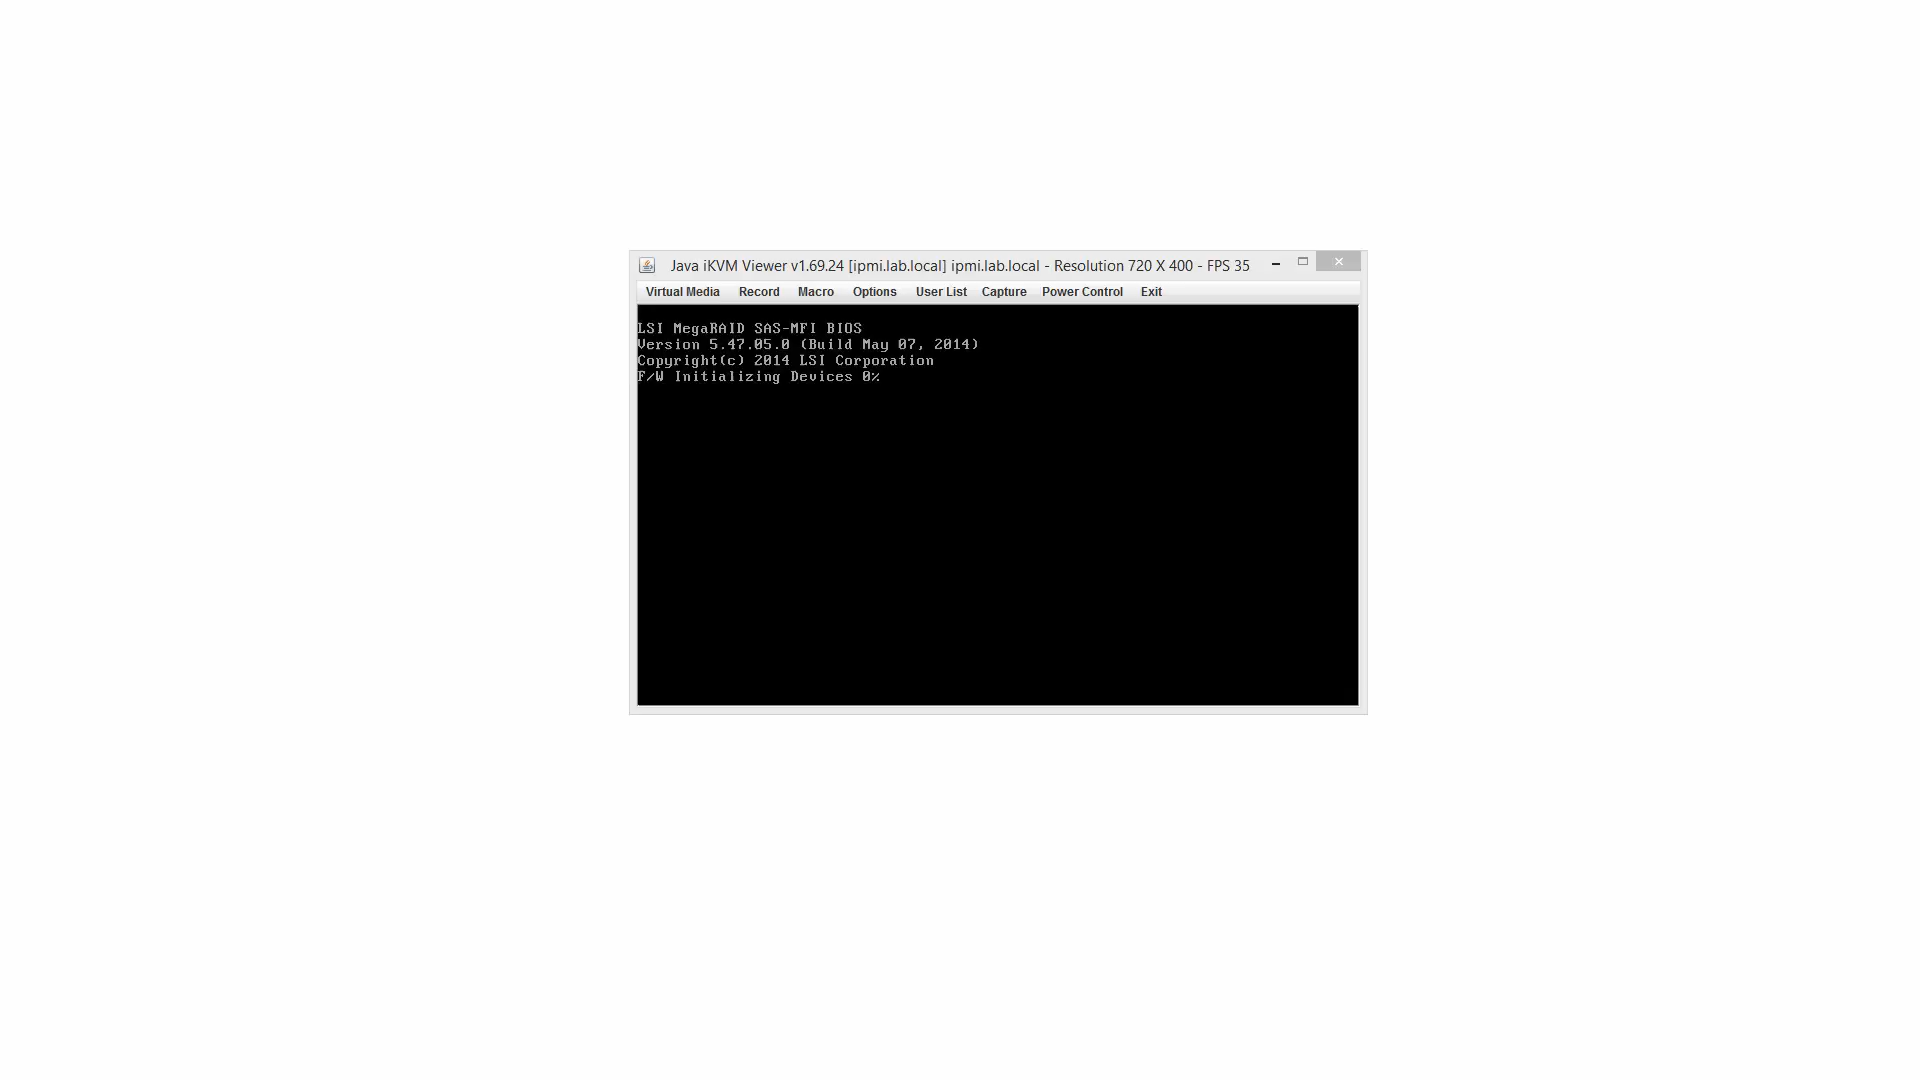 Java iKVM Viewer v1.69.24 [ipmi.lab.local] ipmi.lab.local - Resolution 720 X 400 - FPS 35
Virtual Media Record Macro Options User List Capture Power Control Exit
LSI MegaRAID SAS-MFI BIOS
Version 5.47.05.0 (Build May 07, 2014)
Copyright(c) 2014 LSI Corporation
F/W Initializing Devices 0%